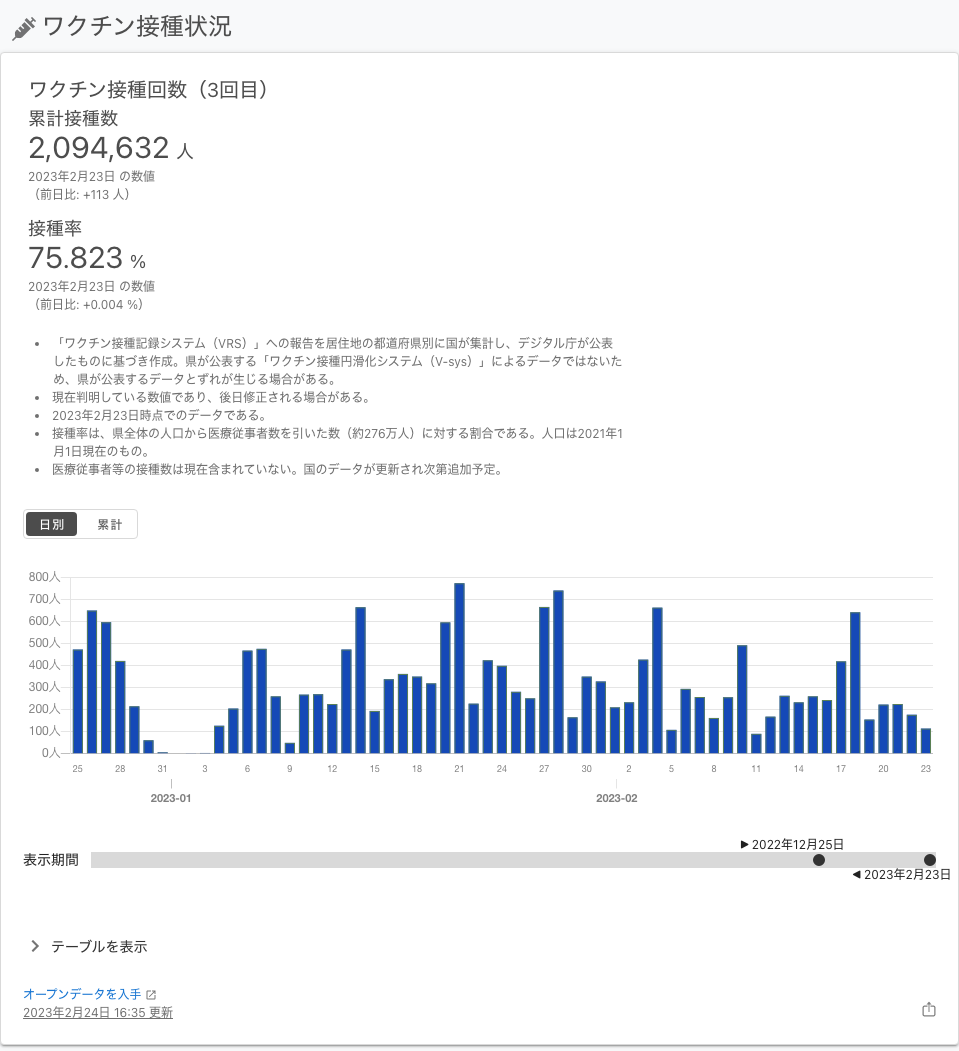 ワクチン接種状況
ワクチン接種回数（3回目）
累計接種数
2,094,632 人
2023年2月23日 の数値
（前日比: +113 人）
接種率
75.823 %
2023年2月23日 の数値
（前日比: +0.004 %）
• 「ワクチン接種記録システム（VRS）」への報告を居住地の都道府県別に国が集計し、デジタル庁が公表
したものに基づき作成。県が公表する「ワクチン接種円滑化システム（V-sys）」によるデータではないた
め、県が公表するデータとずれが生じる場合がある。
• 現在判明している数値であり、後日修正される場合がある。
• 2023年2月23日時点でのデータである。
• 接種率は、県全体の人口から医療従事者数を引いた数（約276万人）に対する割合である。人口は2021年1
月1日現在のもの。
• 医療従事者等の接種数は現在含まれていない。国のデータが更新され次第追加予定。
日別 累計
800人
700人
600人
500人
400人
300人
200人
100人
0人
25 28 31 3 6 9 12 15 18 21 24 27 30 2 5 8 11 14 17 20 23
2023-01 2023-02
▶ 2022年12月25日
表示期間
◀ 2023年2月23日
テーブルを表示
オープンデータを入手
2023年2月24日 16:35 更新